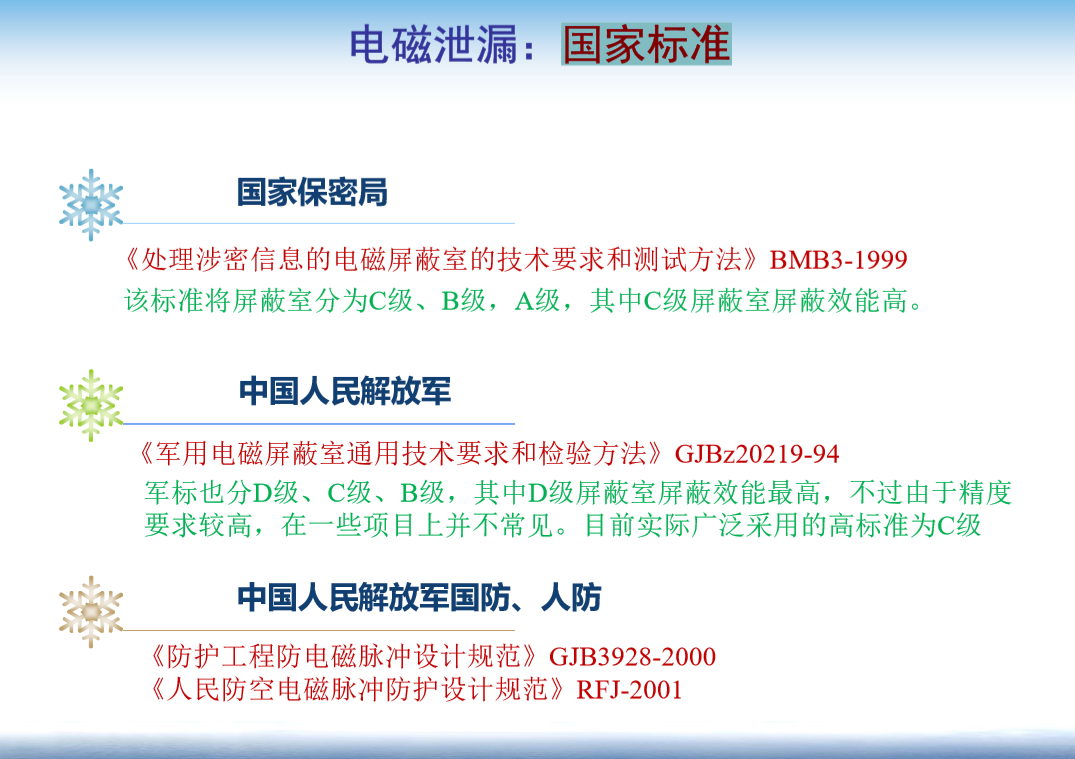 电磁泄漏：国家标准
国家保密局
《处理涉密信息的电磁屏蔽室的技术要求和测试方法》BMB3-1999
该标准将屏蔽室分为C级、B级，A级，其中C级屏蔽室屏蔽效能高。
中国人民解放军
《军用电磁屏蔽室通用技术要求和检验方法》GJBz20219-94
军标也分D级、C级、B级，其中D级屏蔽室屏蔽效能最高，不过由于精度
要求较高，在一些项目上并不常见。目前实际广泛采用的高标准为C级
中国人民解放军国防、人防
《防护工程防电磁脉冲设计规范》GJB3928-2000
《人民防空电磁脉冲防护设计规范》RFJ-2001